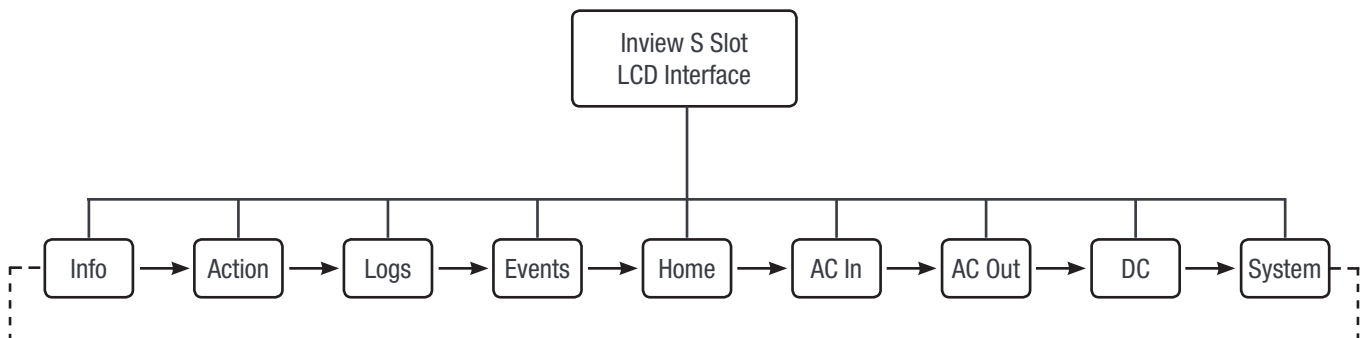 Inview S Slot
LCD Interface
Info
Action
Logs
Events
Home
AC In
AC Out
DC
System